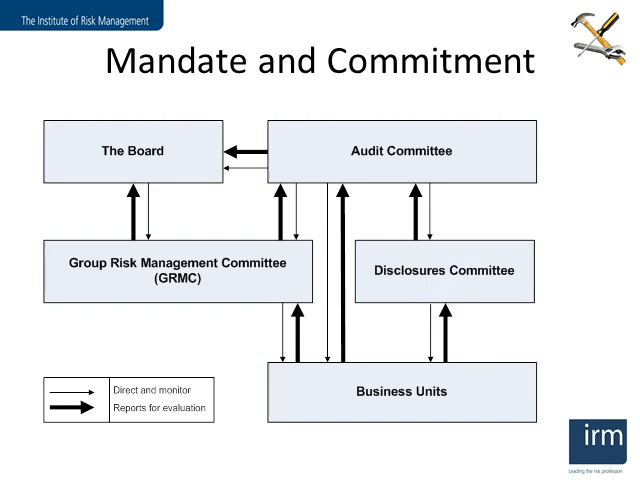 The Institute of Risk Management
Mandate and Commitment
The Board
Audit Committee
Group Risk Management Committee
(GRMC)
Disclosures Committee
Business Units
Direct and monitor
Reports for evaluation
irm
Leading the risk profession